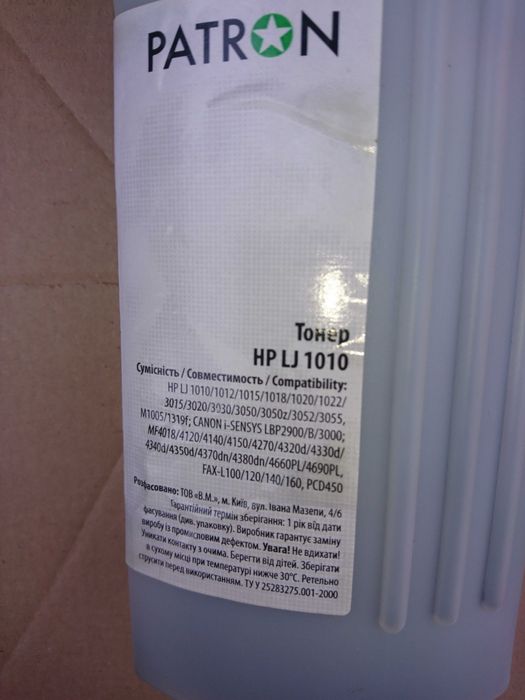 PATRON
Тонер
HP LJ 1010
Сумісність / Совместимость / Compatibility:
HP LJ 1010/1012/1015/1018/1020/1022/
3015/3020/3030/3050/3050z/3052/3055,
M1005/1319f; CANON i-SENSYS LBP2900/B/3000;
MF4018/4120/4140/4150/4270/4320d/4330d/
4340d/4350d/4370dn/4380dn/4660PL/4690PL,
FAX-L100/120/140/160, PCD450
Розфасовано: ТОВ «В.М.», м. Київ, вул. Івана Мазепи, 4/6
Гарантійний термін зберігання: 1 рік від дати
фасування (див. упаковку). Виробник гарантує заміну
виробу із промисловим дефектом. Увага! Не вдихати!
Уникати контакту з очима. Берегти від дітей. Зберігати
в сухому місці при температурі нижче 30°С. Ретельно
струсити перед використанням. ТУ У 25283275.001-2000